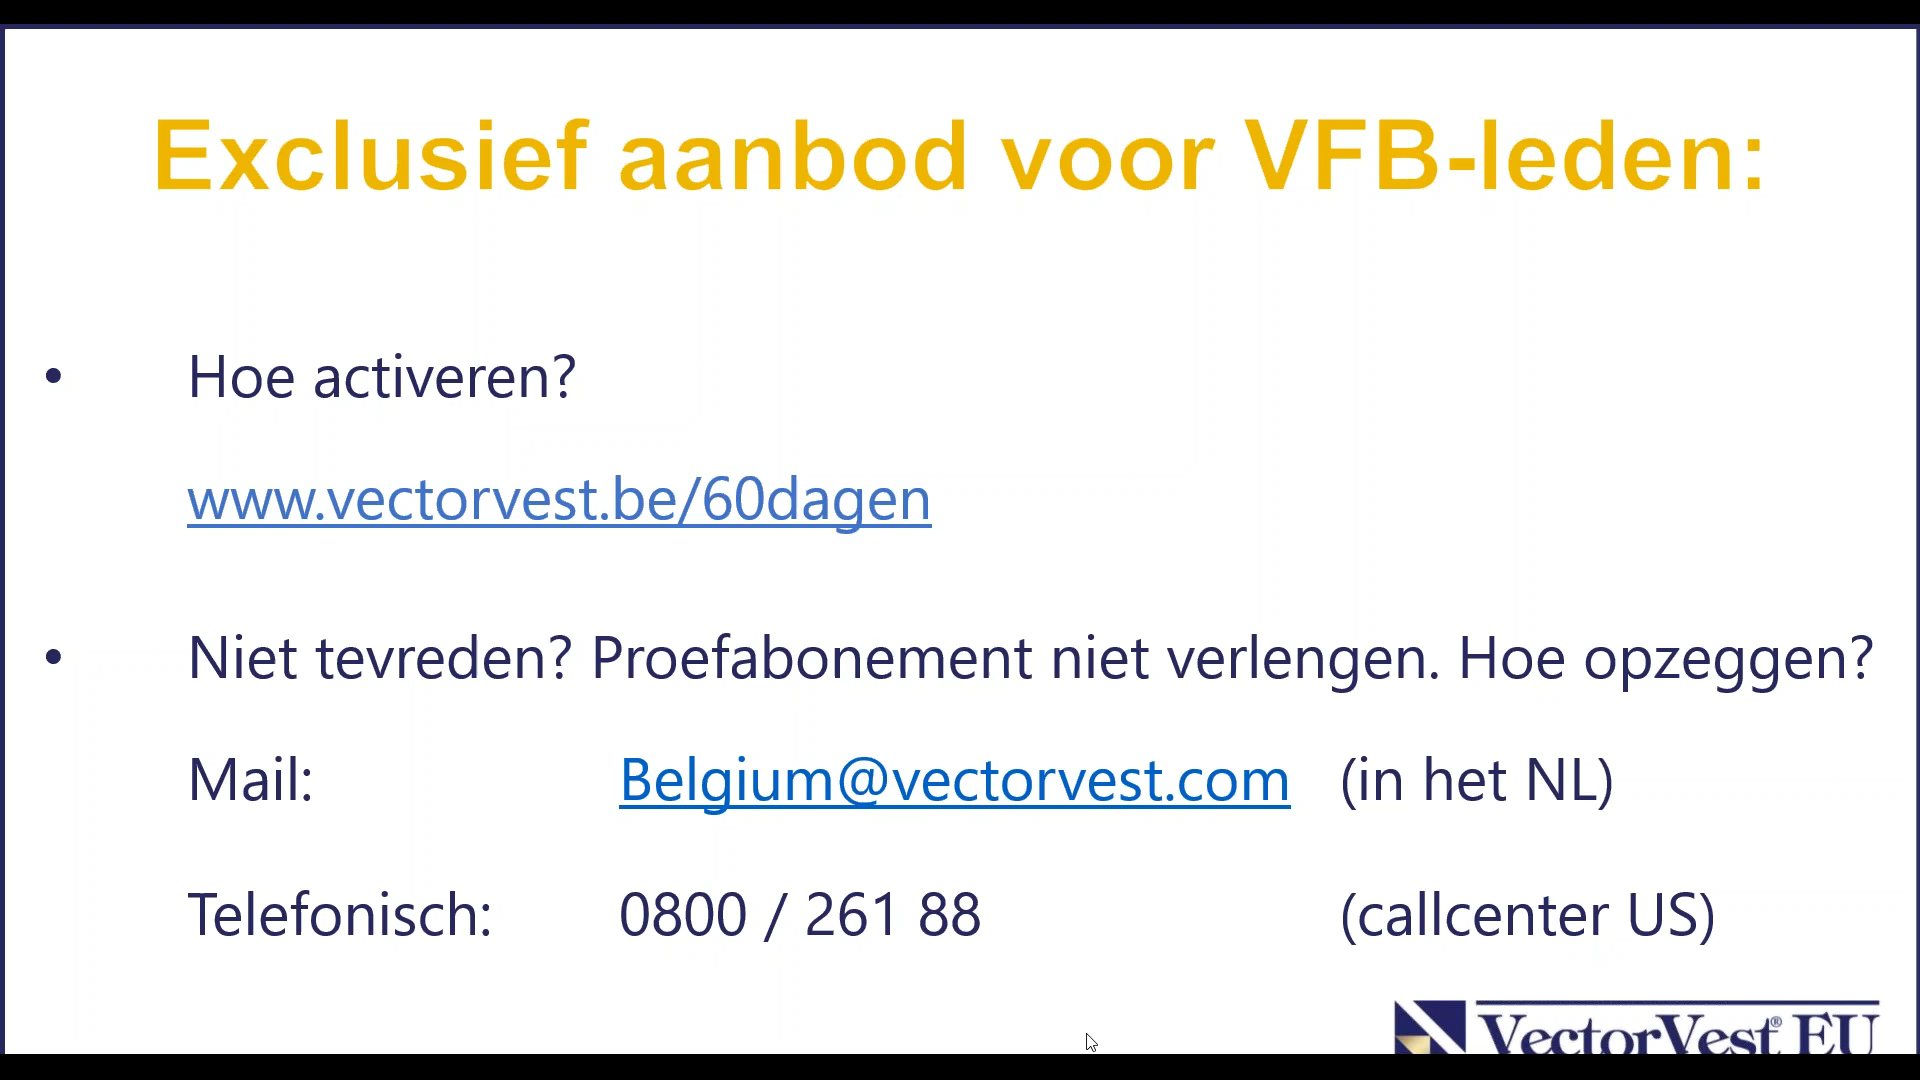 Exclusief aanbod voor VFB-leden:
• Hoe activeren?
www.vectorvest.be/60dagen
• Niet tevreden? Proefabonement niet verlengen. Hoe opzeggen?
Mail: Belgium@vectorvest.com (in het NL)
Telefonisch: 0800 / 261 88 (callcenter US)
VectorVest® EU